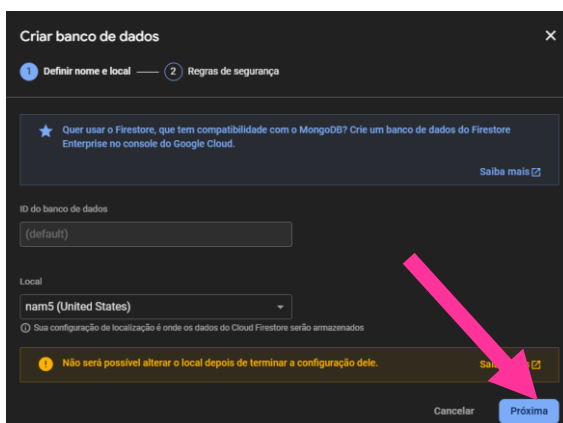 Criar banco de dados
1 Definir nome e local 2 Regras de segurança
Quer usar o Firestore, que tem compatibilidade com o MongoDB? Crie um banco de dados do Firestore
Enterprise no console do Google Cloud.
Saiba mais
ID do banco de dados
(default)
Local
nam5 (United States)
Sua configuração de localização é onde os dados do Cloud Firestore serão armazenados
Não será possível alterar o local depois de terminar a configuração dele.
Cancelar Próxima